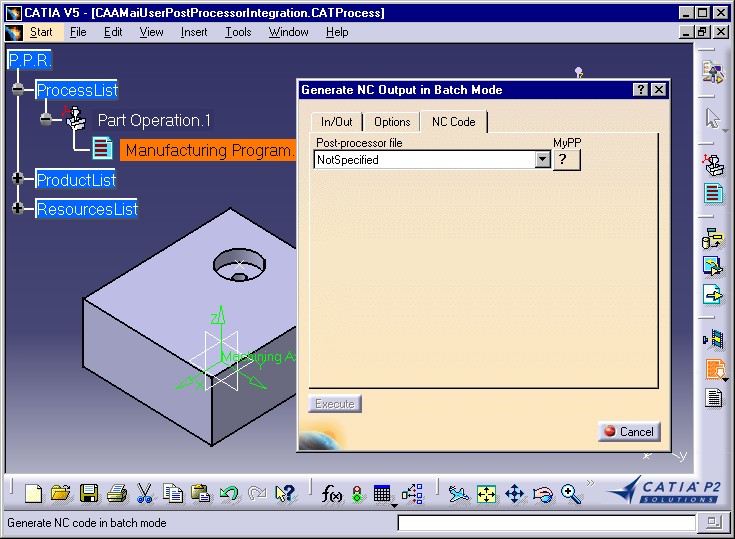 CATIA V5 - [CAAMaiUserPostProcessorIntegration.CATProcess]
Start File Edit View Insert Tools Window Help
P.P.R.
ProcessList
Part Operation.1
Manufacturing Program.
ProductList
ResourcesList
Z
Machining Ax
X
Y
Generate NC Output in Batch Mode
In/Out Options NC Code
Post-processor file MyPP
NotSpecified ?
Execute
Cancel
x y
f(x)
CATIA P2
SOLUTIONS
Generate NC code in batch mode